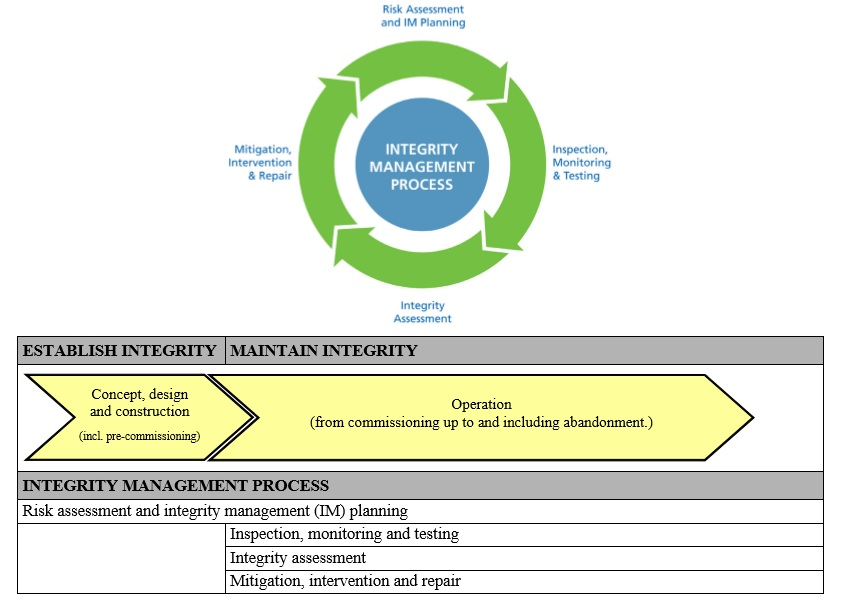 Risk Assessment
and IM Planning
Mitigation,
Intervention
& Repair
INTEGRITY
MANAGEMENT
PROCESS
Inspection,
Monitoring
& Testing
Integrity
Assessment
ESTABLISH INTEGRITY MAINTAIN INTEGRITY
Concept, design
and construction
(incl. pre-commissioning)
Operation
(from commissioning up to and including abandonment.)
INTEGRITY MANAGEMENT PROCESS
Risk assessment and integrity management (IM) planning
Inspection, monitoring and testing
Integrity assessment
Mitigation, intervention and repair